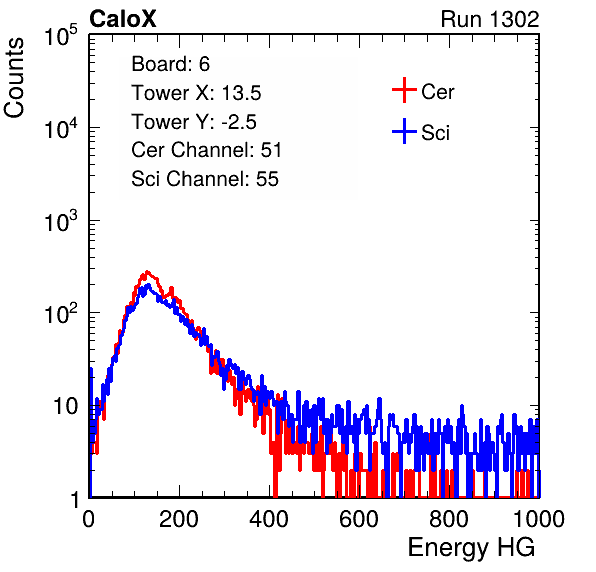 CaloX Run 1302
Counts
Board: 6
Tower X: 13.5
Tower Y: -2.5
Cer Channel: 51
Sci Channel: 55
Cer
Sci
10^5
10^4
10^3
10^2
10
1
0 200 400 600 800 1000
Energy HG